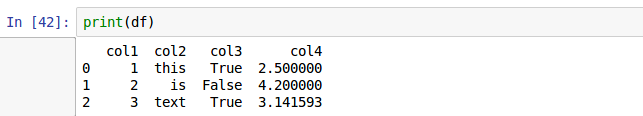 In [42]: print(df)
   col1  col2   col3      col4
0     1  this   True  2.500000
1     2    is  False  4.200000
2     3  text   True  3.141593